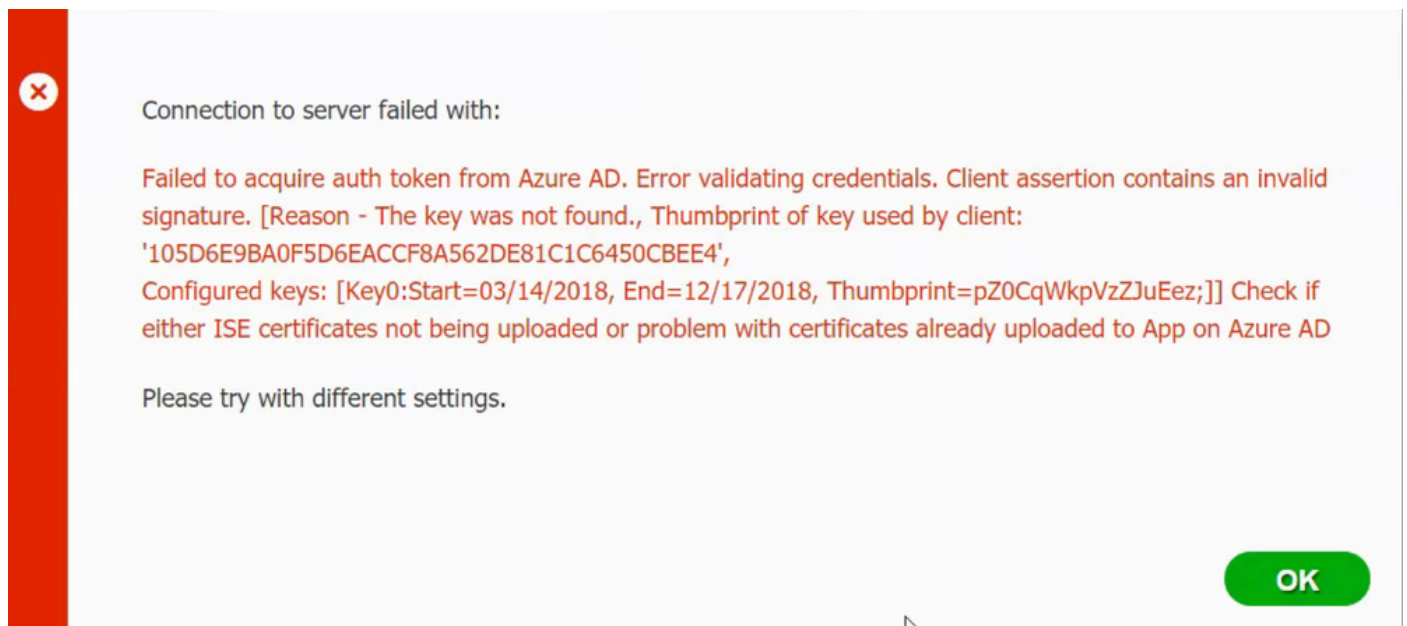 Connection to server failed with:
Failed to acquire auth token from Azure AD. Error validating credentials. Client assertion contains an invalid
signature. [Reason - The key was not found., Thumbprint of key used by client:
'105D6E9BA0F5D6EACCF8A562DE81C1C6450CBEE4',
Configured keys: [Key0:Start=03/14/2018, End=12/17/2018, Thumbprint=pZ0CqWkpVzZJuEez;]] Check if
either ISE certificates not being uploaded or problem with certificates already uploaded to App on Azure AD
Please try with different settings.
OK